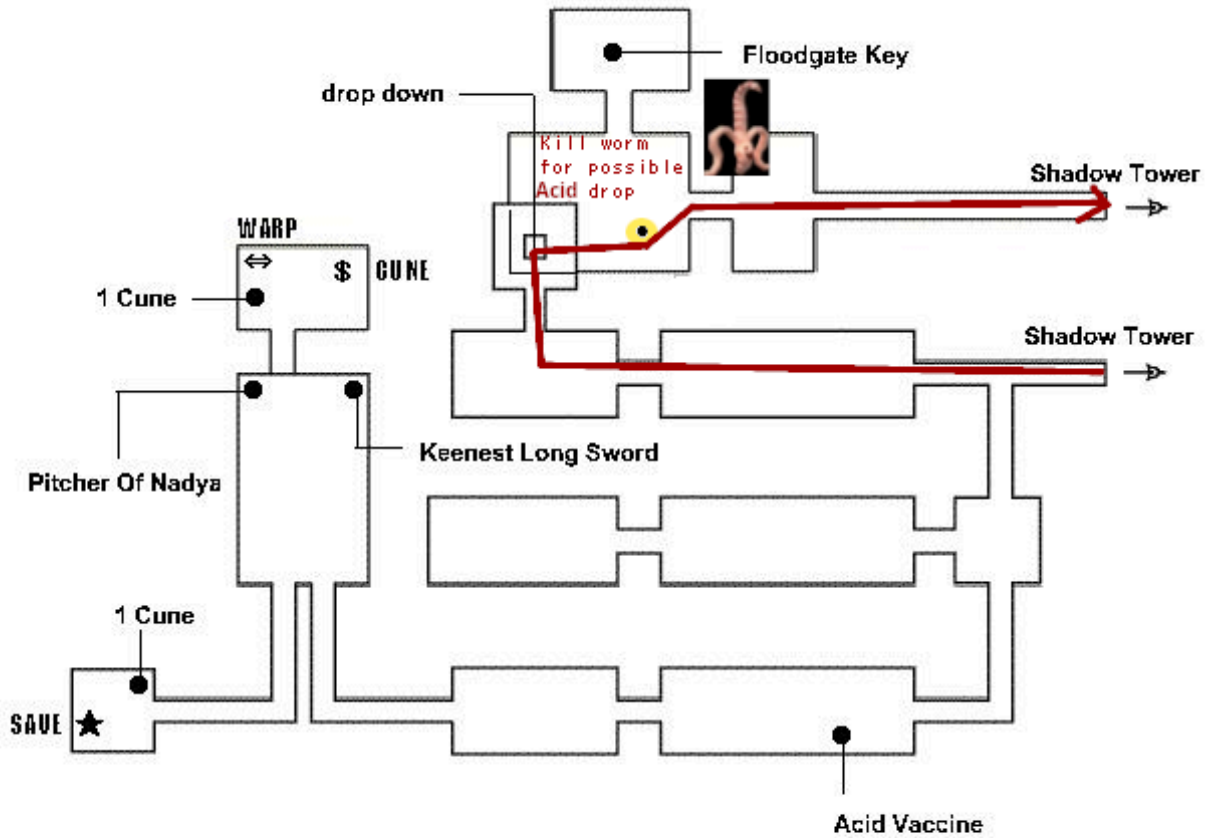 Floodgate Key
drop down
Kill worm
for possible
Acid drop
Shadow Tower
WARP
$ CUNE
1 Cune
Shadow Tower
Keenest Long Sword
Pitcher Of Nadya
1 Cune
SAVE
Acid Vaccine